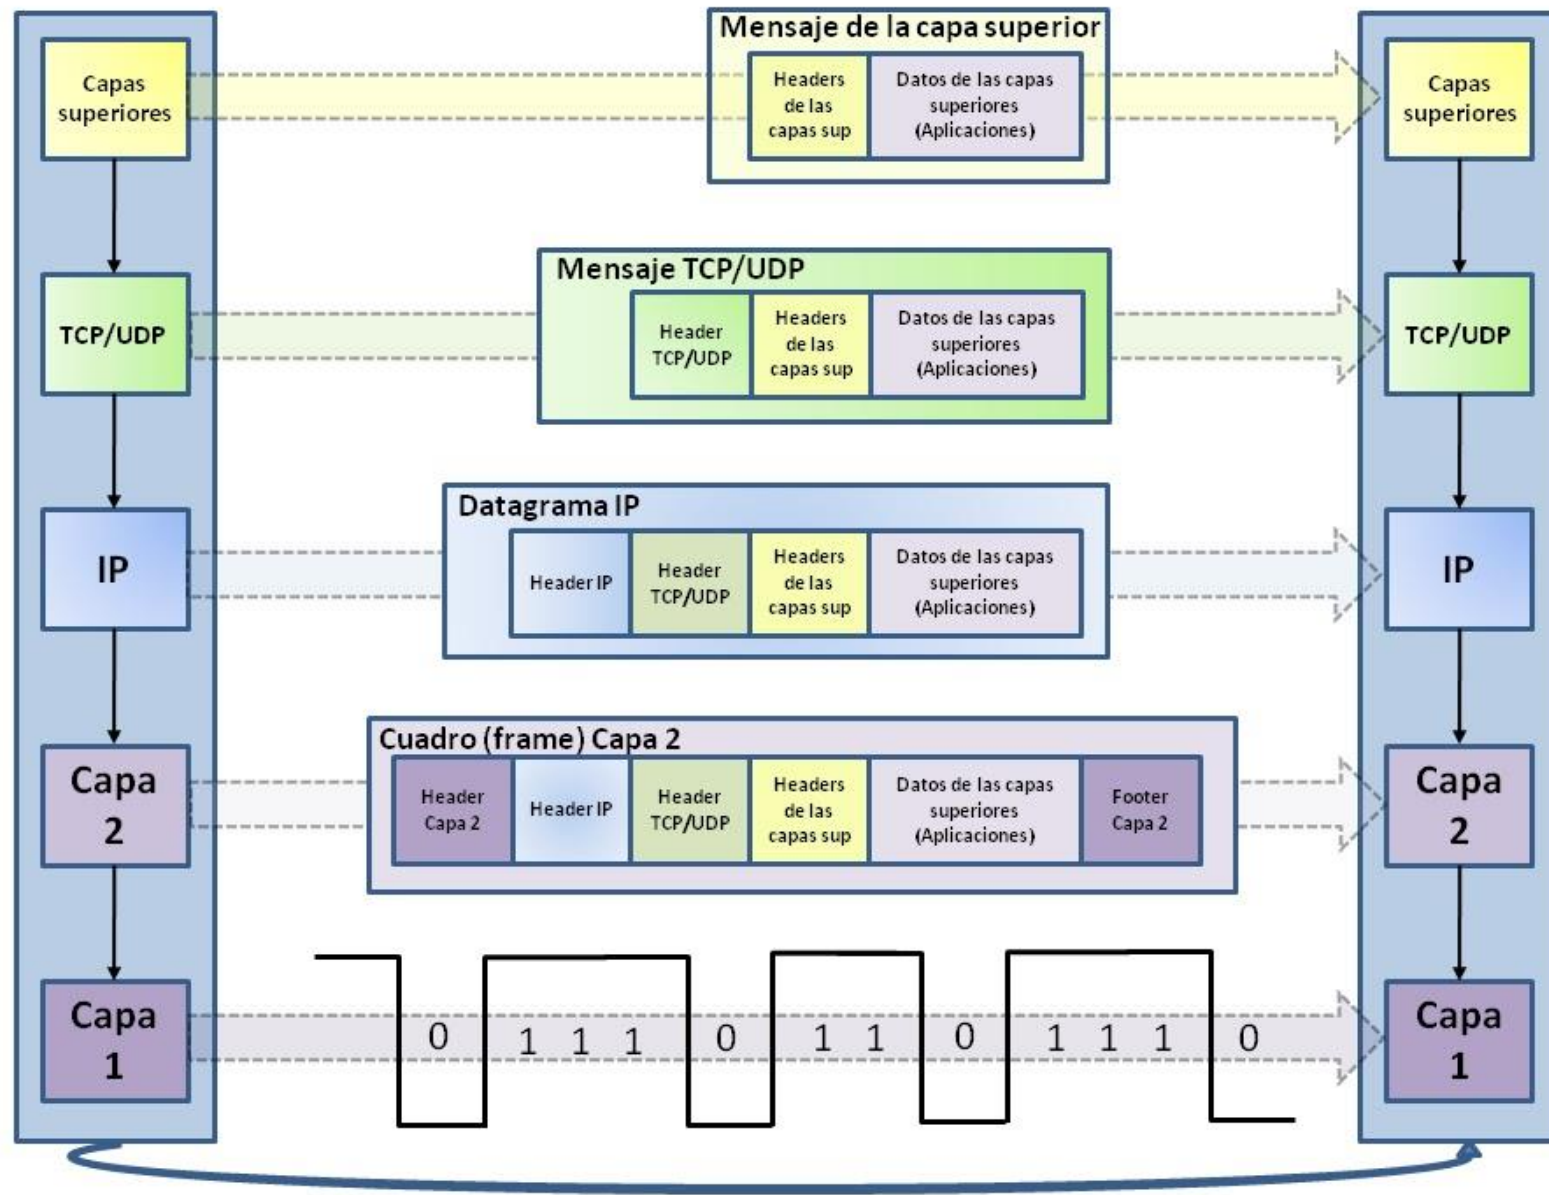 Mensaje de la capa superior
Capas
superiores
Headers
de las
capas sup
Datos de las capas
superiores
(Aplicaciones)
Capas
superiores
Mensaje TCP/UDP
TCP/UDP
Header
TCP/UDP
Headers
de las
capas sup
Datos de las capas
superiores
(Aplicaciones)
TCP/UDP
Datagrama IP
IP
Header IP
Header
TCP/UDP
Headers
de las
capas sup
Datos de las capas
superiores
(Aplicaciones)
IP
Cuadro (frame) Capa 2
Capa
2
Header
Capa 2
Header IP
Header
TCP/UDP
Headers
de las
capas sup
Datos de las capas
superiores
(Aplicaciones)
Footer
Capa 2
Capa
2
Capa
1
0 1 1 1 0 1 1 0 1 1 1 0
Capa
1